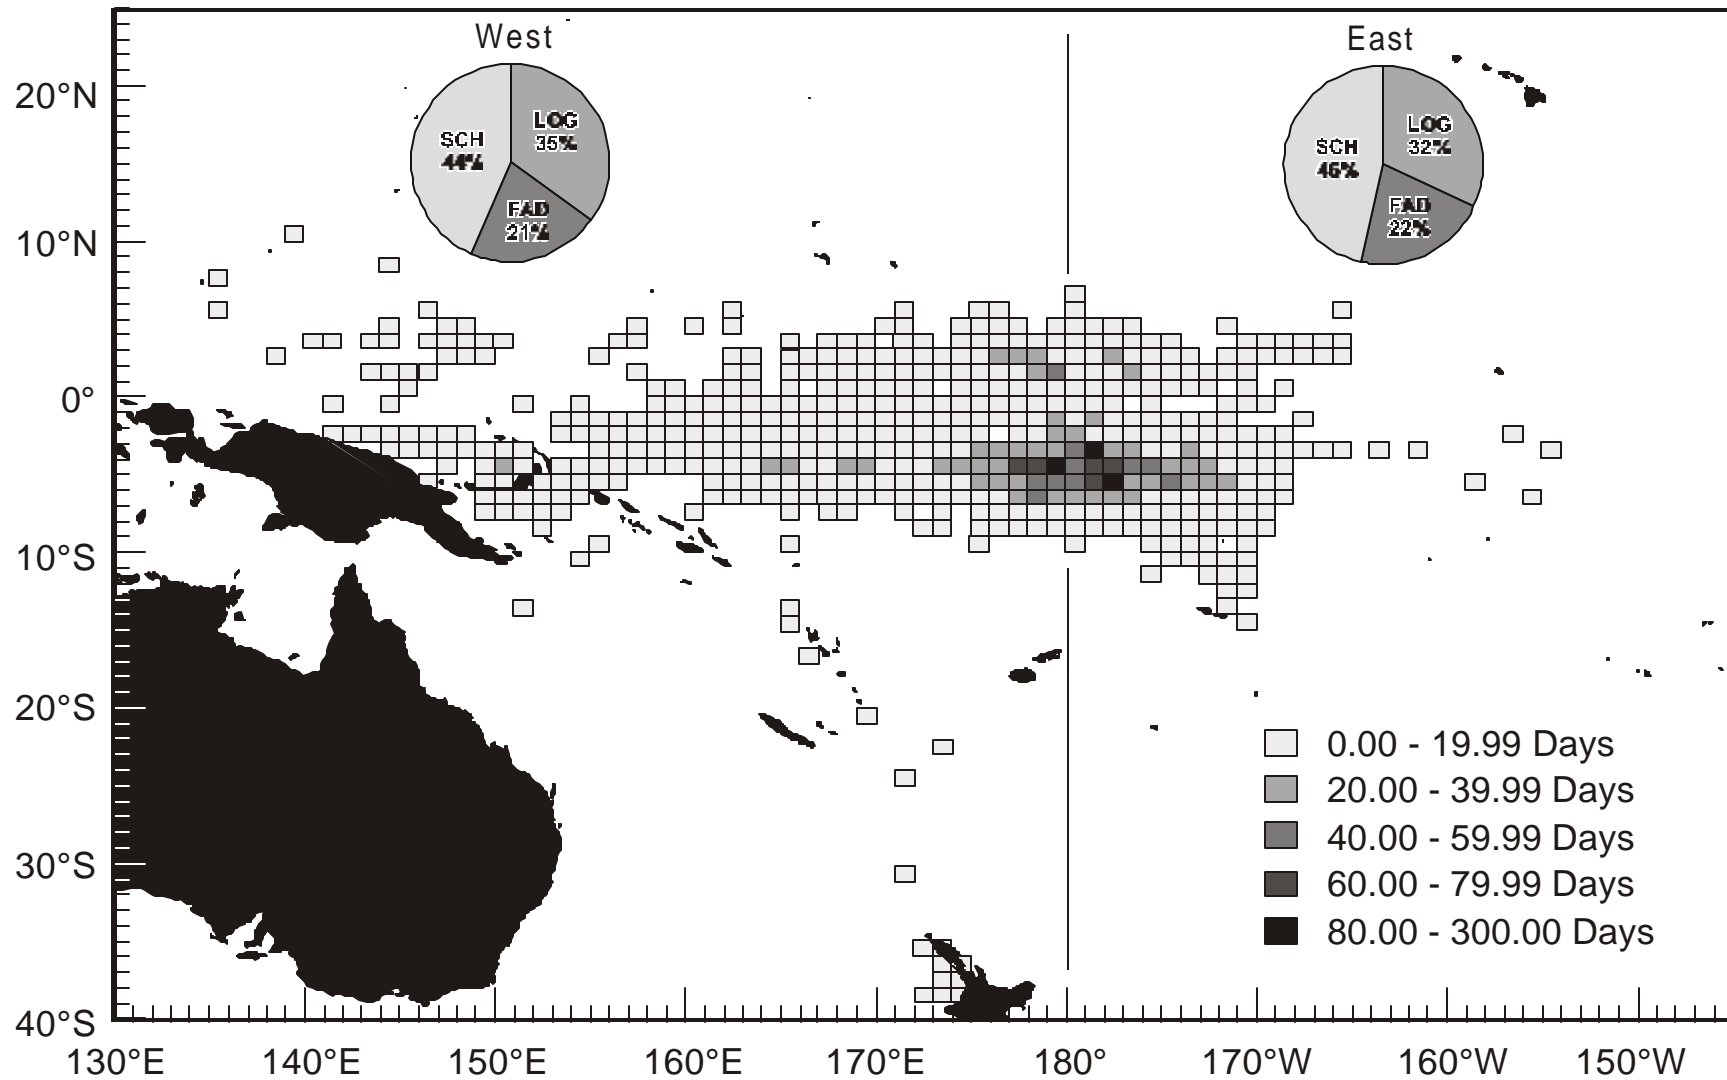 West
East
LOG
35%
SCH
44%
FAD
21%
LOG
32%
SCH
46%
FAD
22%
20°N
10°N
0°
10°S
20°S
30°S
40°S
0.00 - 19.99 Days
20.00 - 39.99 Days
40.00 - 59.99 Days
60.00 - 79.99 Days
80.00 - 300.00 Days
130°E 140°E 150°E 160°E 170°E 180° 170°W 160°W 150°W